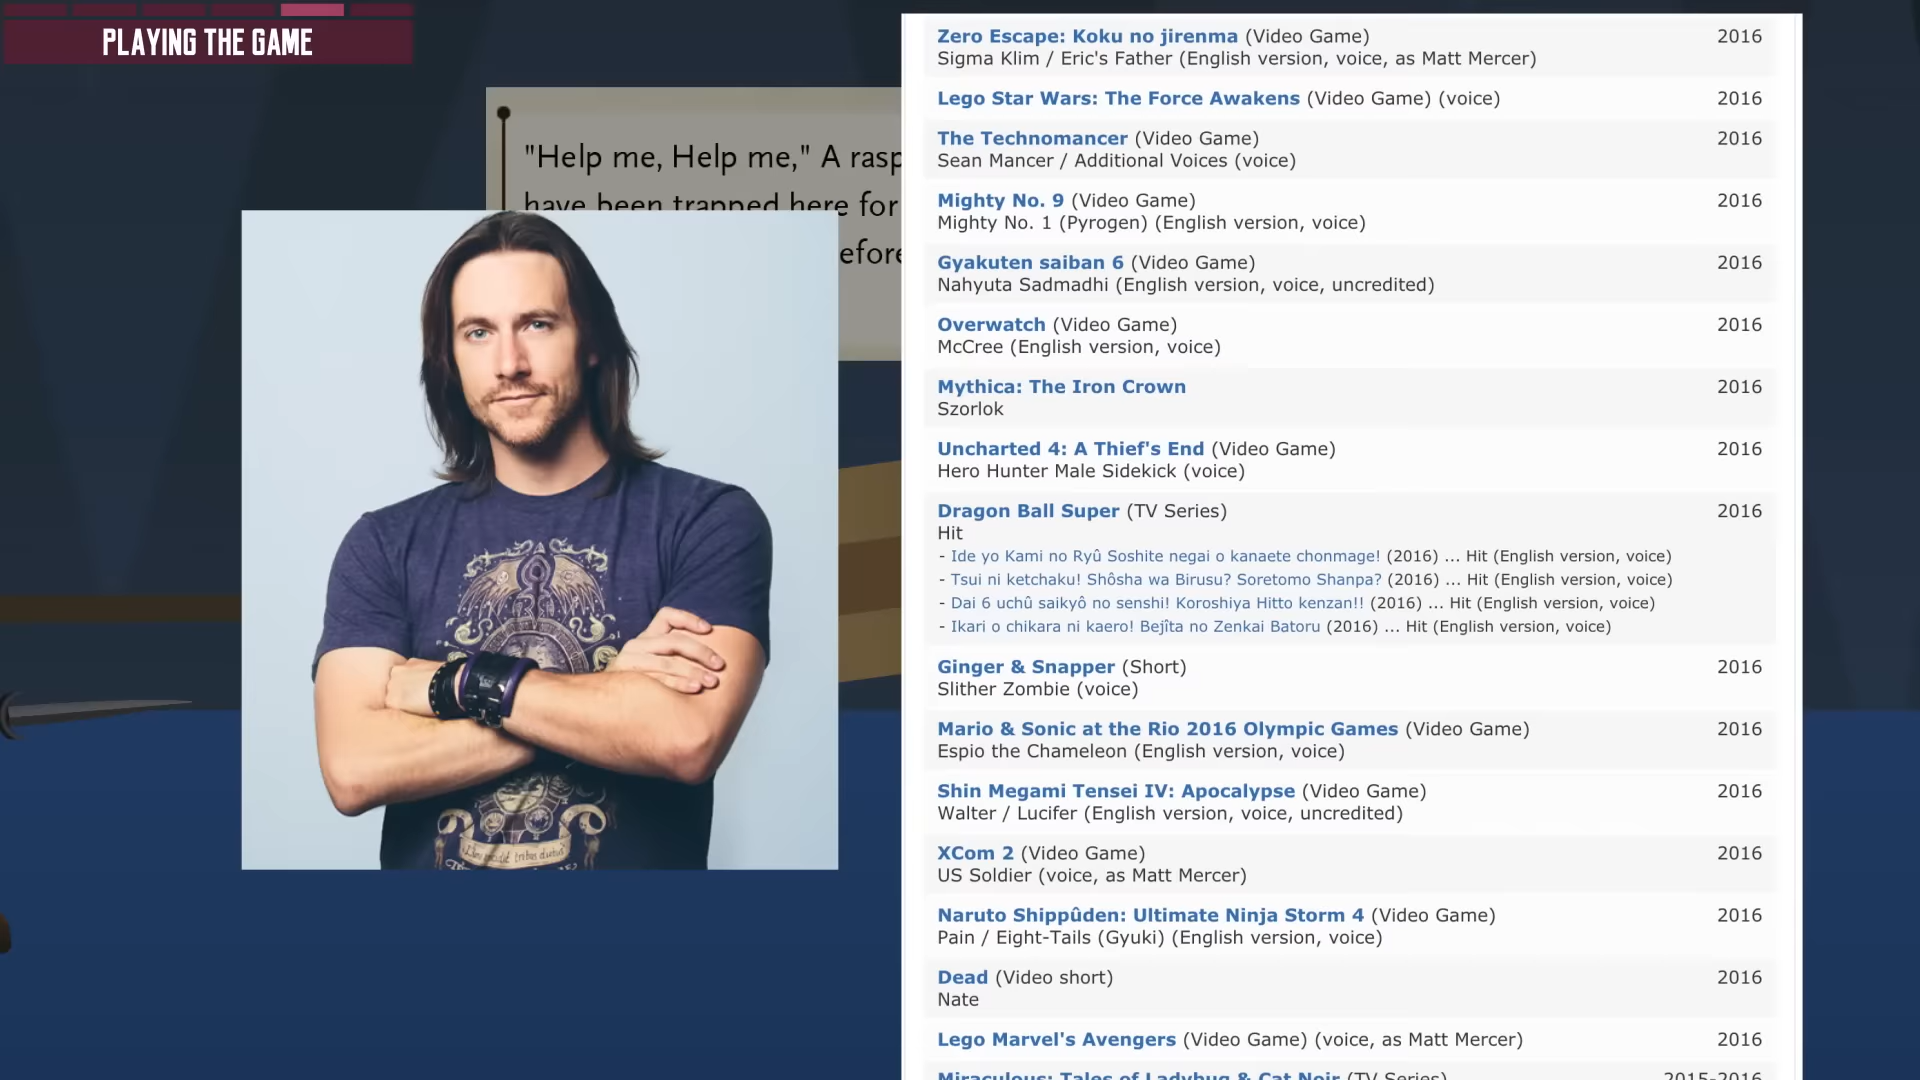 PLAYING THE GAME
"Help me, Help me," A rasp
have been trapped here for
efore
Zero Escape: Koku no jirenma (Video Game) 2016
Sigma Klim / Eric's Father (English version, voice, as Matt Mercer)
Lego Star Wars: The Force Awakens (Video Game) (voice) 2016
The Technomancer (Video Game) 2016
Sean Mancer / Additional Voices (voice)
Mighty No. 9 (Video Game) 2016
Mighty No. 1 (Pyrogen) (English version, voice)
Gyakuten saiban 6 (Video Game) 2016
Nahyuta Sadmadhi (English version, voice, uncredited)
Overwatch (Video Game) 2016
McCree (English version, voice)
Mythica: The Iron Crown 2016
Szorlok
Uncharted 4: A Thief's End (Video Game) 2016
Hero Hunter Male Sidekick (voice)
Dragon Ball Super (TV Series) 2016
Hit
- Ide yo Kami no Ryû Soshite negai o kanaete chonmage! (2016) ... Hit (English version, voice)
- Tsui ni ketchaku! Shôsha wa Birusu? Soretomo Shanpa? (2016) ... Hit (English version, voice)
- Dai 6 uchû saikyô no senshi! Koroshiya Hitto kenzan!! (2016) ... Hit (English version, voice)
- Ikari o chikara ni kaero! Bejîta no Zenkai Batoru (2016) ... Hit (English version, voice)
Ginger & Snapper (Short) 2016
Slither Zombie (voice)
Mario & Sonic at the Rio 2016 Olympic Games (Video Game) 2016
Espio the Chameleon (English version, voice)
Shin Megami Tensei IV: Apocalypse (Video Game) 2016
Walter / Lucifer (English version, voice, uncredited)
XCom 2 (Video Game) 2016
US Soldier (voice, as Matt Mercer)
Naruto Shippûden: Ultimate Ninja Storm 4 (Video Game) 2016
Pain / Eight-Tails (Gyuki) (English version, voice)
Dead (Video short) 2016
Nate
Lego Marvel's Avengers (Video Game) (voice, as Matt Mercer) 2016
Miraculous: Tales of Ladybug & Cat Noir (TV Series) 2015-2016